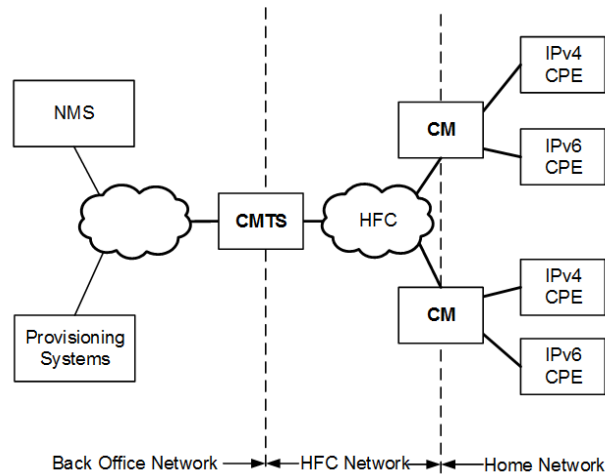 NMS
CMTS
HFC
CM
IPv4
CPE
IPv6
CPE
CM
IPv4
CPE
IPv6
CPE
Provisioning
Systems
Back Office Network
HFC Network
Home Network